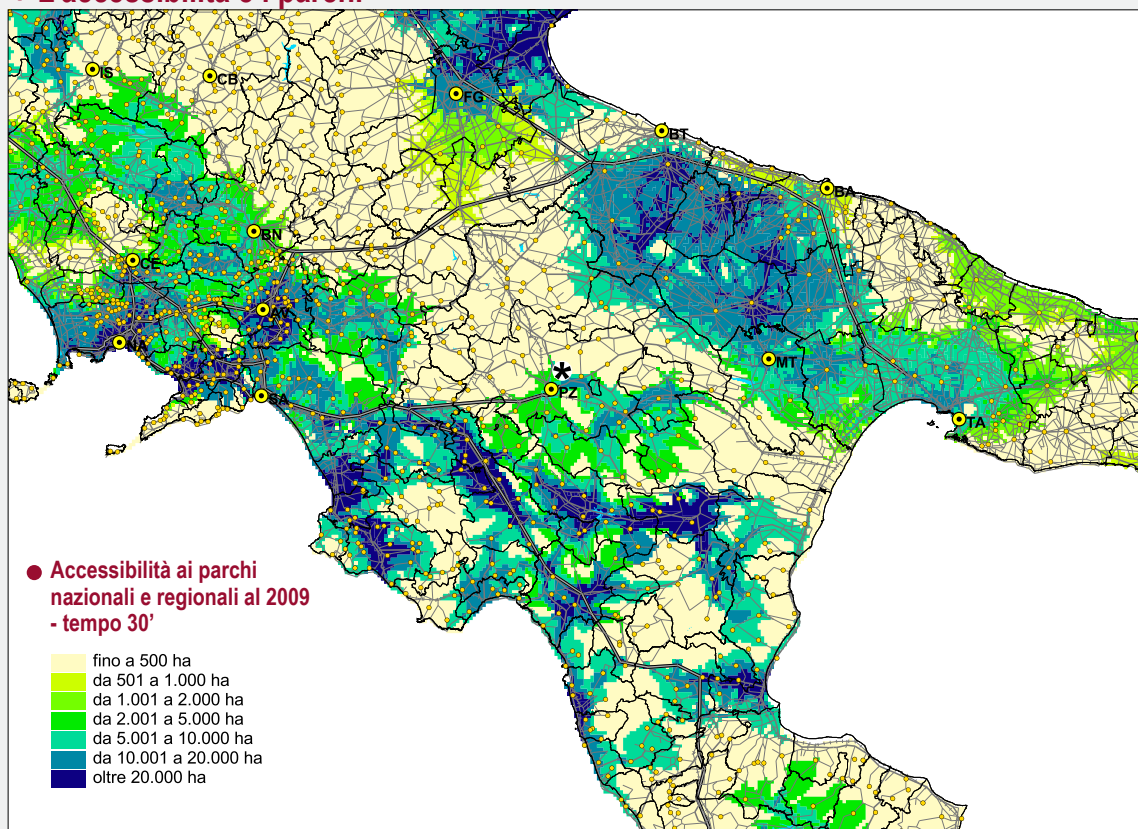 L'accessibilità e i parchi
IS
CB
FG
BT
BA
BN
CE
AV
NA
MT
*
PZ
SA
TA
Accessibilità ai parchi
nazionali e regionali al 2009
- tempo 30'
fino a 500 ha
da 501 a 1.000 ha
da 1.001 a 2.000 ha
da 2.001 a 5.000 ha
da 5.001 a 10.000 ha
da 10.001 a 20.000 ha
oltre 20.000 ha